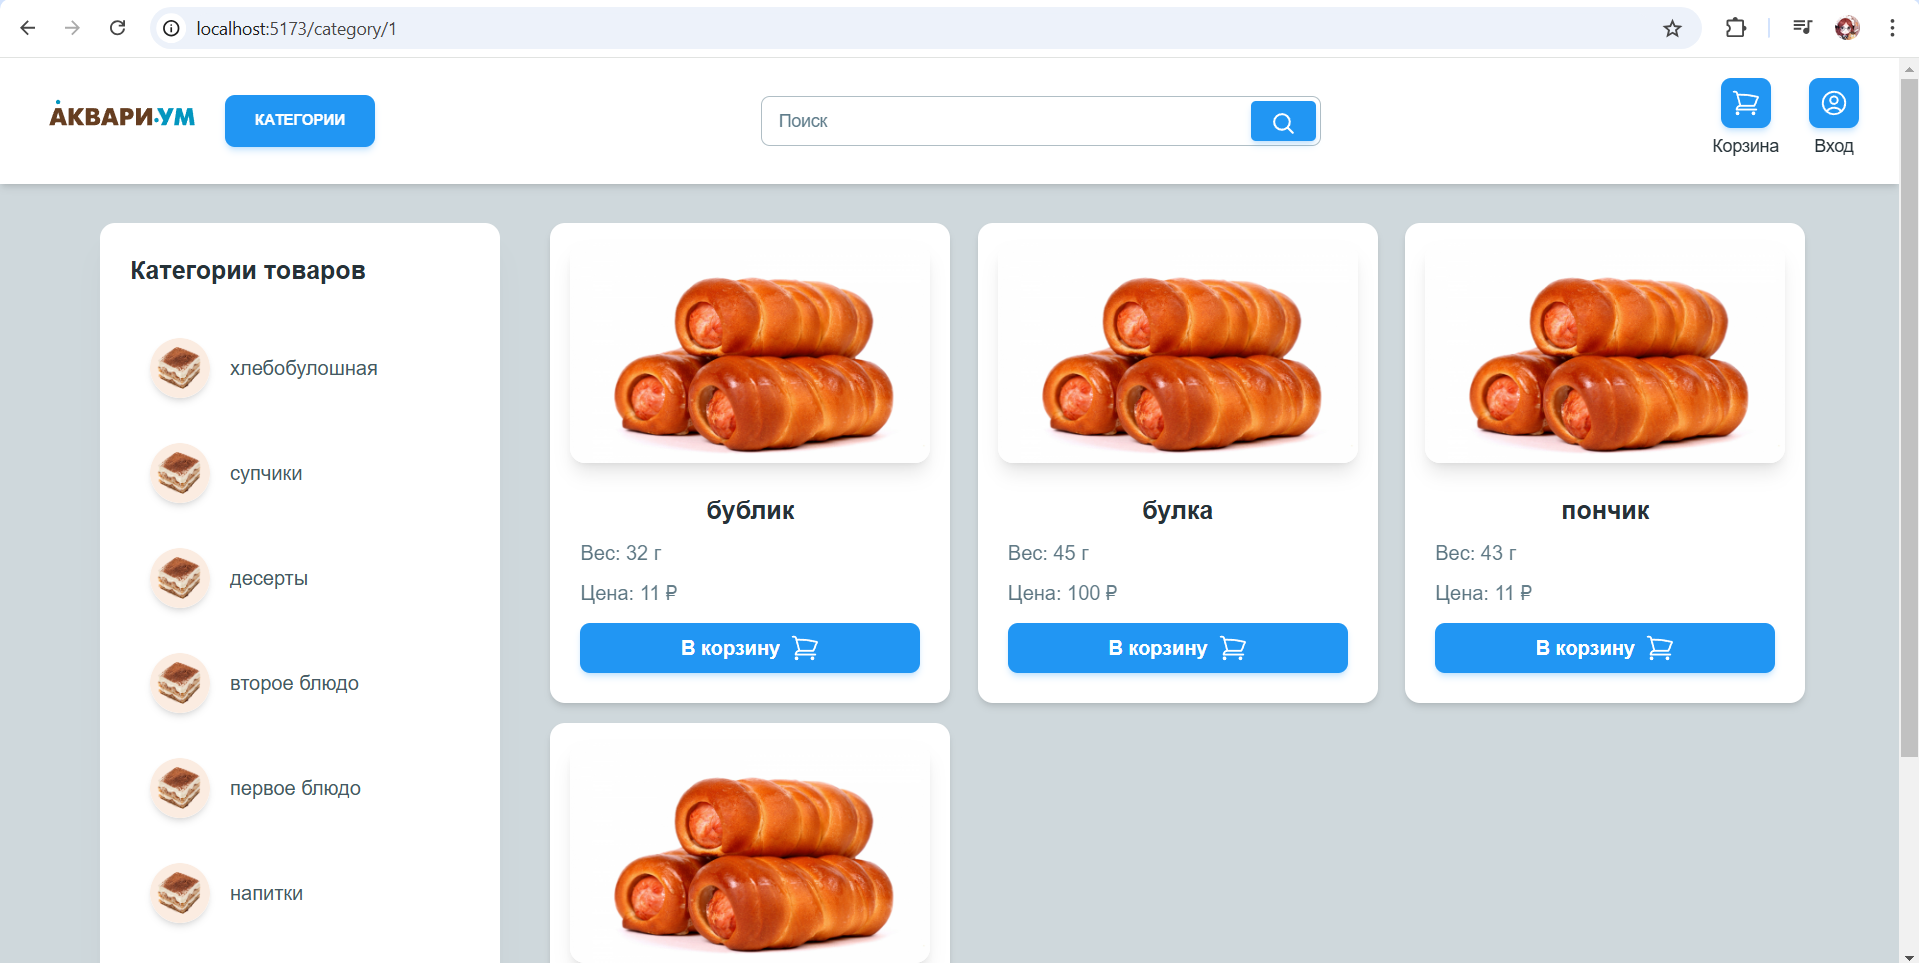 localhost:5173/category/1
АКВАРИ·УМ
КАТЕГОРИИ
Поиск
Корзина
Вход
Категории товаров
хлебобулошная
супчики
десерты
второе блюдо
первое блюдо
напитки
бублик
Вес: 32 г
Цена: 11 ₽
В корзину
булка
Вес: 45 г
Цена: 100 ₽
В корзину
пончик
Вес: 43 г
Цена: 11 ₽
В корзину